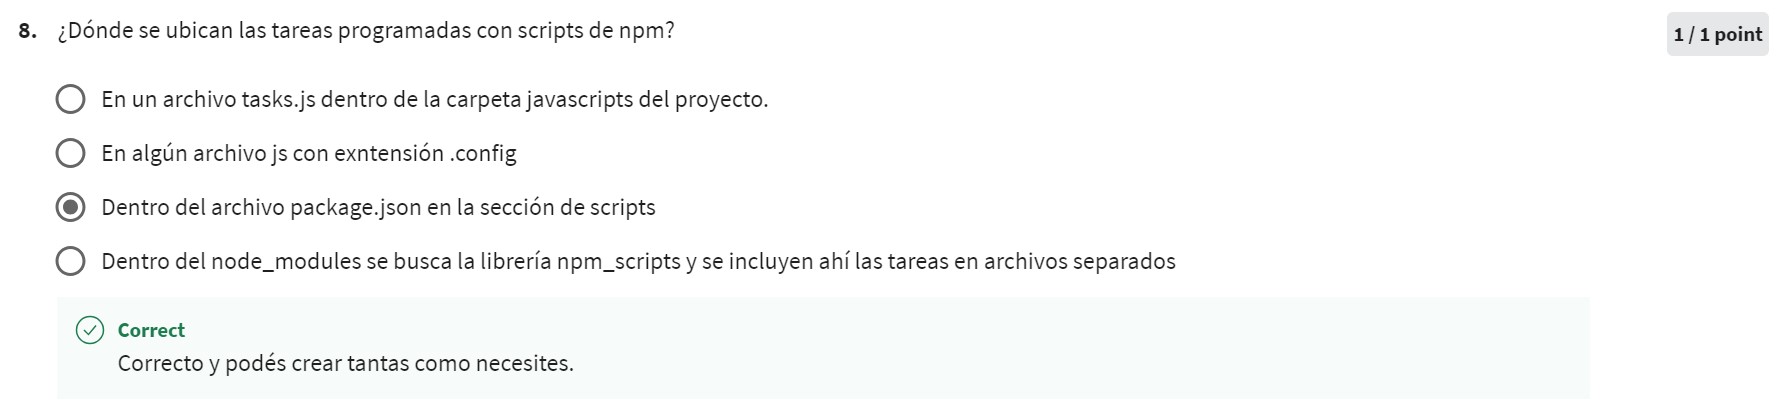 8. ¿Dónde se ubican las tareas programadas con scripts de npm?
1 / 1 point
En un archivo tasks.js dentro de la carpeta javascripts del proyecto.
En algún archivo js con exntensión .config
Dentro del archivo package.json en la sección de scripts
Dentro del node_modules se busca la librería npm_scripts y se incluyen ahí las tareas en archivos separados
Correct
Correcto y podés crear tantas como necesites.